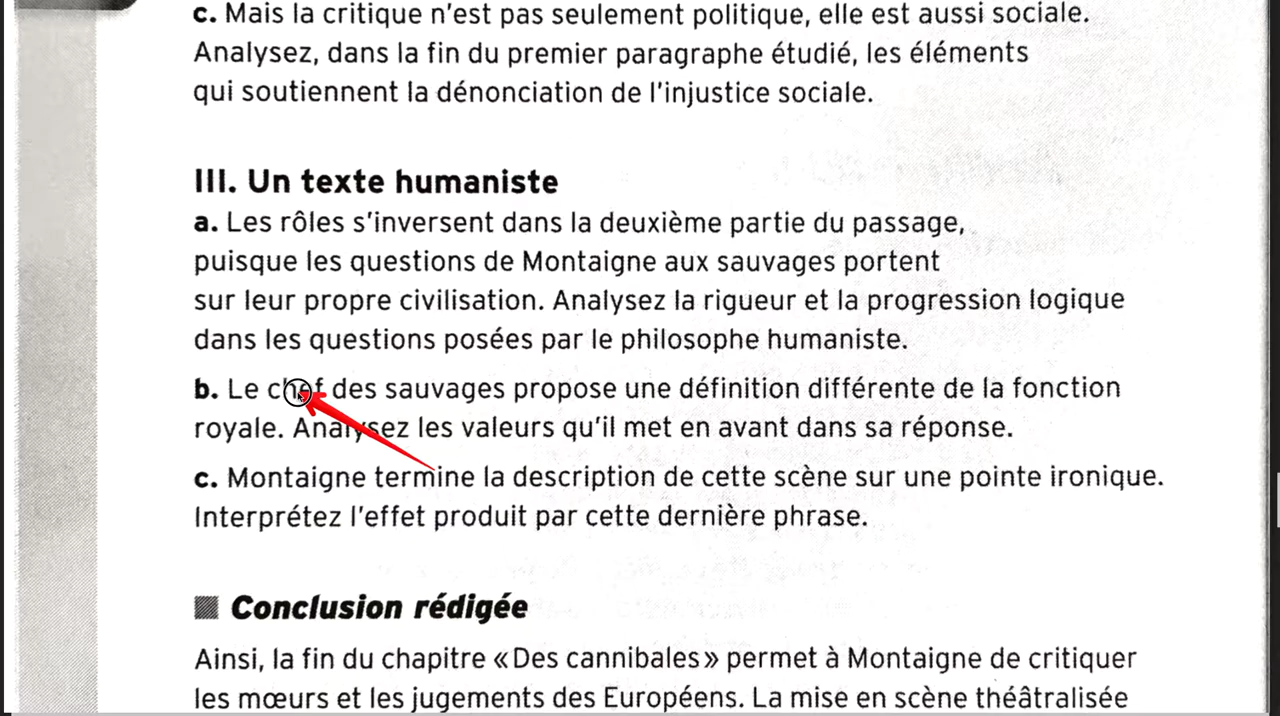 c. Mais la critique n'est pas seulement politique, elle est aussi sociale.
Analysez, dans la fin du premier paragraphe étudié, les éléments
qui soutiennent la dénonciation de l'injustice sociale.
III. Un texte humaniste
a. Les rôles s'inversent dans la deuxième partie du passage,
puisque les questions de Montaigne aux sauvages portent
sur leur propre civilisation. Analysez la rigueur et la progression logique
dans les questions posées par le philosophe humaniste.
b. Le chef des sauvages propose une définition différente de la fonction
royale. Analysez les valeurs qu'il met en avant dans sa réponse.
c. Montaigne termine la description de cette scène sur une pointe ironique.
Interprétez l'effet produit par cette dernière phrase.
Conclusion rédigée
Ainsi, la fin du chapitre «Des cannibales» permet à Montaigne de critiquer
les mœurs et les jugements des Européens. La mise en scène théâtralisée